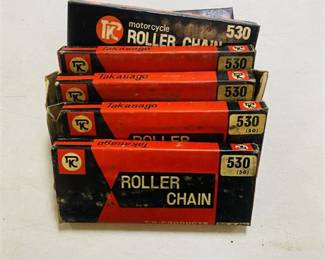 TK
motorcycle
ROLLER CHAIN 530
TK
530
Takasago
TK
530
Takasago
TK
ROLLER
530
(50)
Takasago
TK
ROLLER
CHAIN
530
(50)